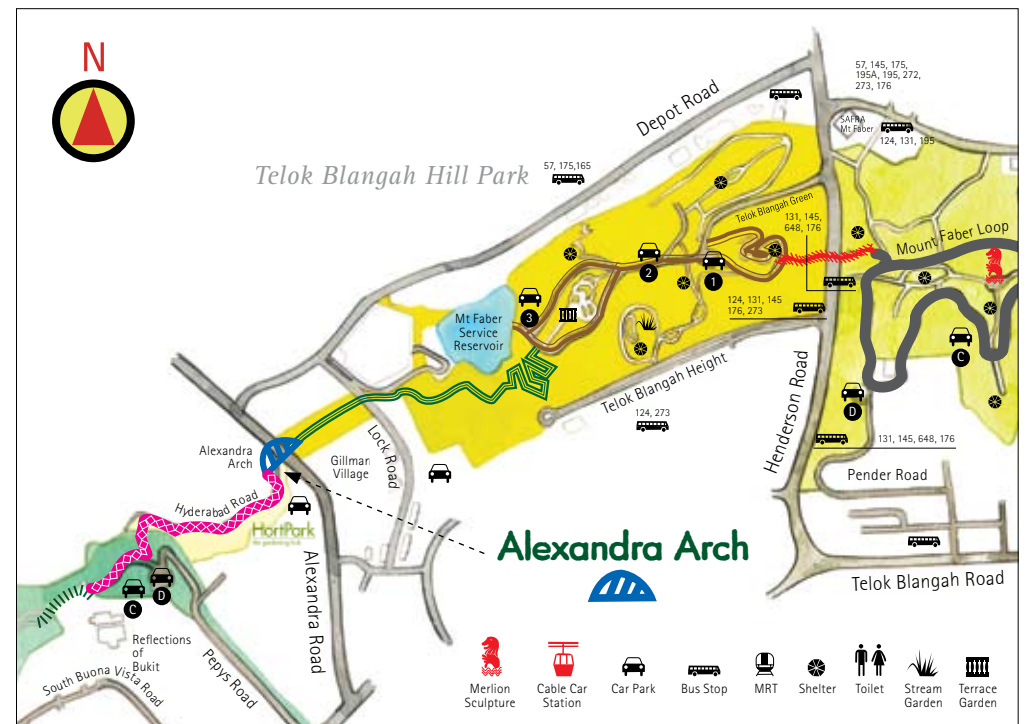 N
57, 145, 175,
195A, 195, 272,
273, 176
Depot Road
SAFRA
Mt Faber
124, 131, 195
57, 175,165
Telok Blangah Hill Park
Telok Blangah Green
131, 145,
648, 176
Mount Faber Loop
2
1
124, 131, 145
176, 273
3
Mt Faber
Service
Reservoir
C
Telok Blangah Height
D
124, 273
Henderson Road
131, 145, 648, 176
Alexandra
Arch
Gillman
Village
Lock Road
Pender Road
Hyderabad Road
HortPark
the gardening hub
Alexandra Arch
Alexandra Road
Telok Blangah Road
C
D
Reflections
of
Bukit
Pepys Road
South Buona Vista Road
Merlion
Sculpture
Cable Car
Station
Car Park
Bus Stop
MRT
Shelter
Toilet
Stream
Garden
Terrace
Garden